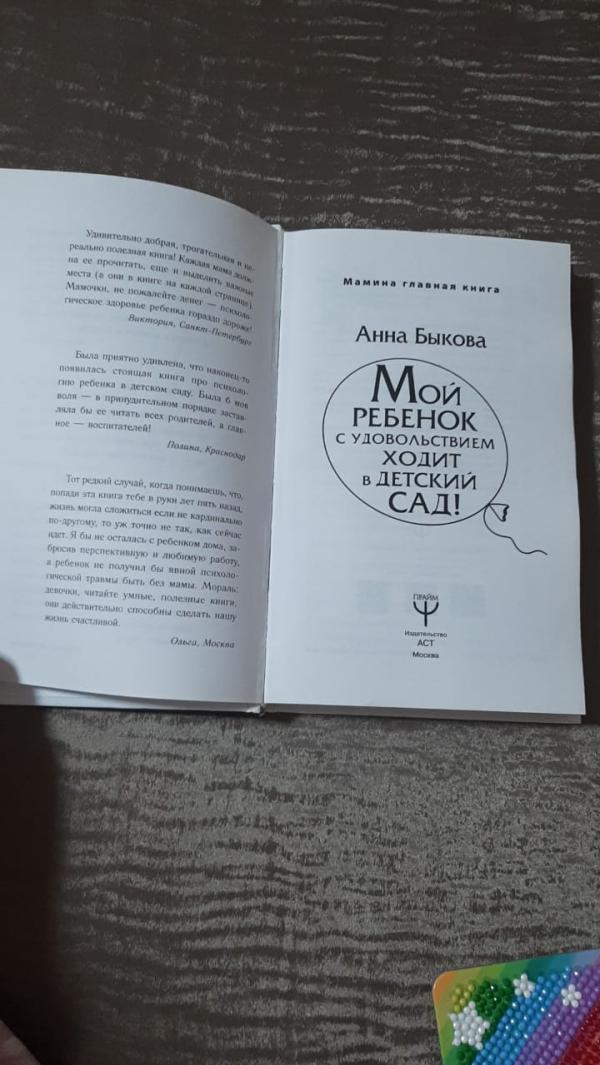 Удивительно добрая, трогательная и не-
реально полезная книга! Каждая мама долж-
на ее прочитать, еще и выделить важные
места (а они в книге на каждой странице).
Мамочки, не пожалейте денег — психоло-
гическое здоровье ребенка гораздо дороже!
Виктория, Санкт-Петербург
Была приятно удивлена, что наконец-то
появилась стоящая книга про психоло-
гию ребенка в детском саду. Была б моя
воля — в принудительном порядке застав-
ляла бы ее читать всех родителей, а глав-
ное — воспитателей!
Полина, Краснодар
Тот редкий случай, когда понимаешь, что,
попади эта книга тебе в руки лет пять назад,
жизнь могла сложиться если не кардинально
по-другому, то уж точно не так, как сейчас
идет. Я бы не осталась с ребенком дома, за-
бросив перспективную и любимую работу,
а ребенок не получил бы явной психоло-
гической травмы быть без мамы. Мораль:
девочки, читайте умные, полезные книги,
они действительно способны сделать нашу
жизнь счастливой.
Ольга, Москва
Мамина главная книга
Анна Быкова
Мой
РЕБЕНОК
С УДОВОЛЬСТВИЕМ
ХОДИТ
В ДЕТСКИЙ
САД!
ПРАЙМ
Издательство
АСТ
Москва